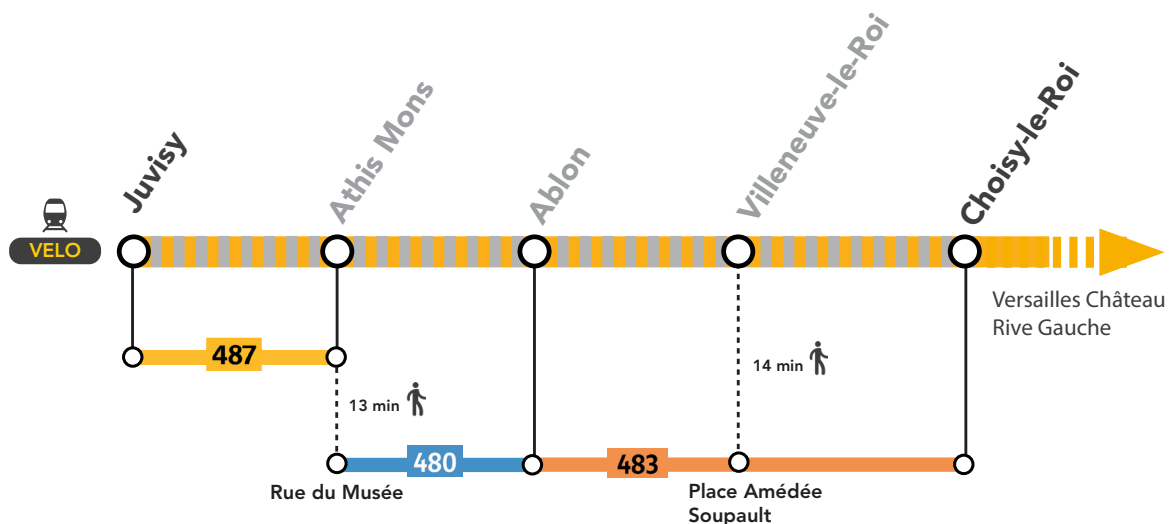 Juvisy
Athis Mons
Ablon
Villeneuve-le-Roi
Choisy-le-Roi
VELO
Versailles Château
Rive Gauche
487
14 min
13 min
480
483
Rue du Musée
Place Amédée
Soupault